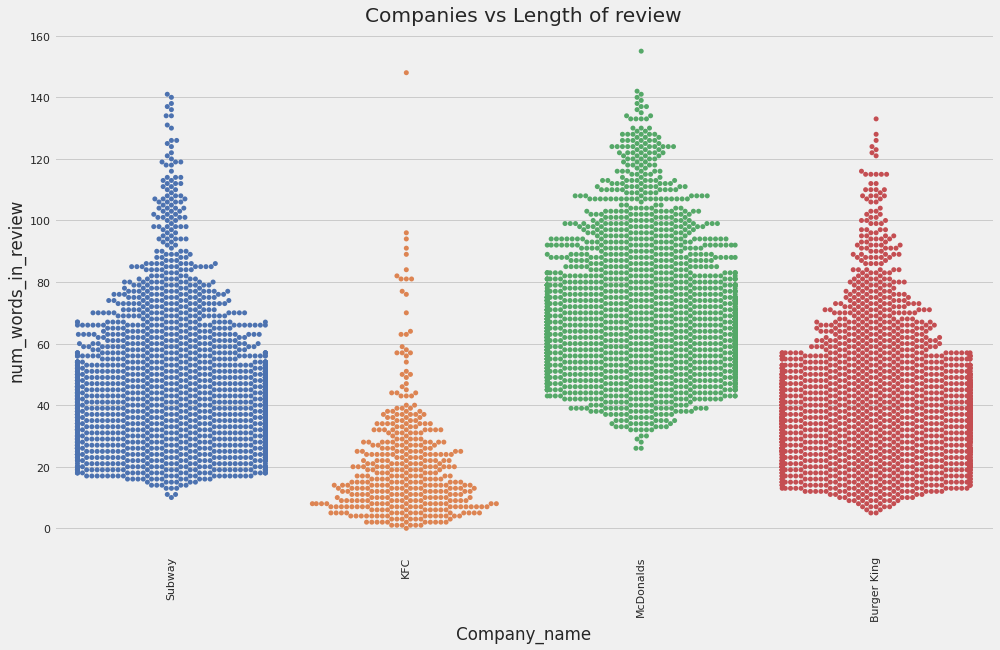 Companies vs Length of review
num_words_in_review
160
140
120
100
80
60
40
20
0
Subway
KFC
McDonalds
Burger King
Company_name